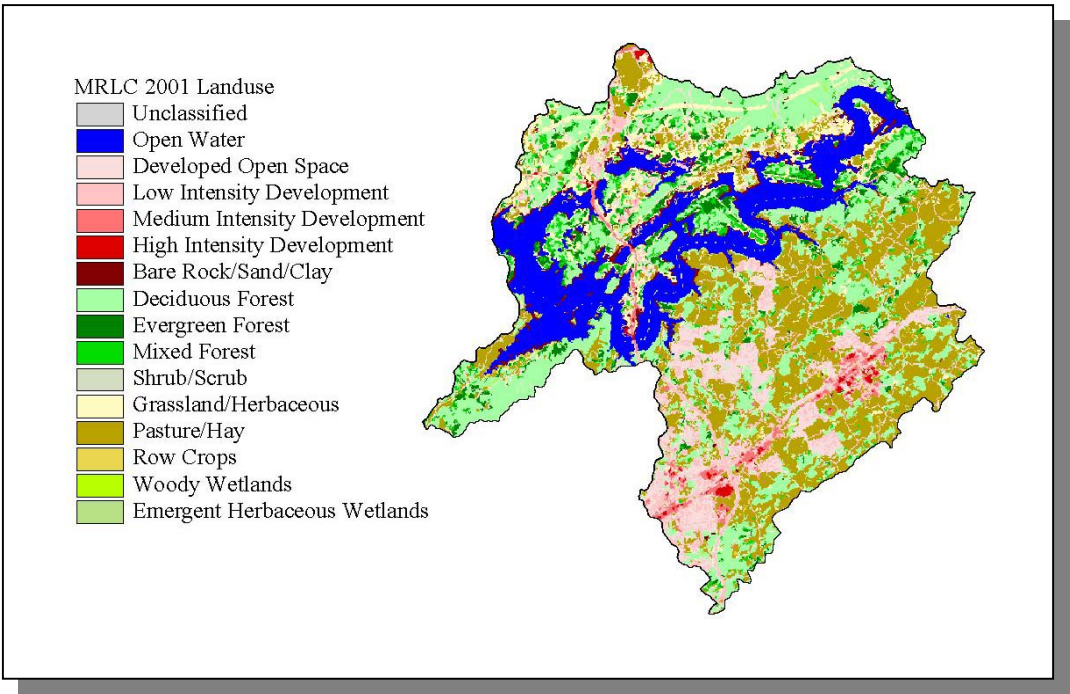 MRLC 2001 Landuse
Unclassified
Open Water
Developed Open Space
Low Intensity Development
Medium Intensity Development
High Intensity Development
Bare Rock/Sand/Clay
Deciduous Forest
Evergreen Forest
Mixed Forest
Shrub/Scrub
Grassland/Herbaceous
Pasture/Hay
Row Crops
Woody Wetlands
Emergent Herbaceous Wetlands